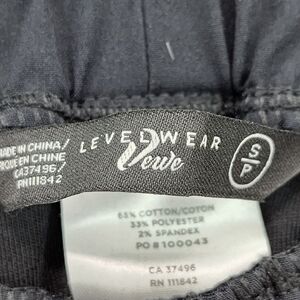 MADE IN CHINA/
RIQUÉ EN CHINE
CA37496/
RN111842
LEVELWEAR
Verve
S/P
65% COTTON/COTON
33% POLYESTER
2% SPANDEX
PO # 100043
CA 37496
RN 111842